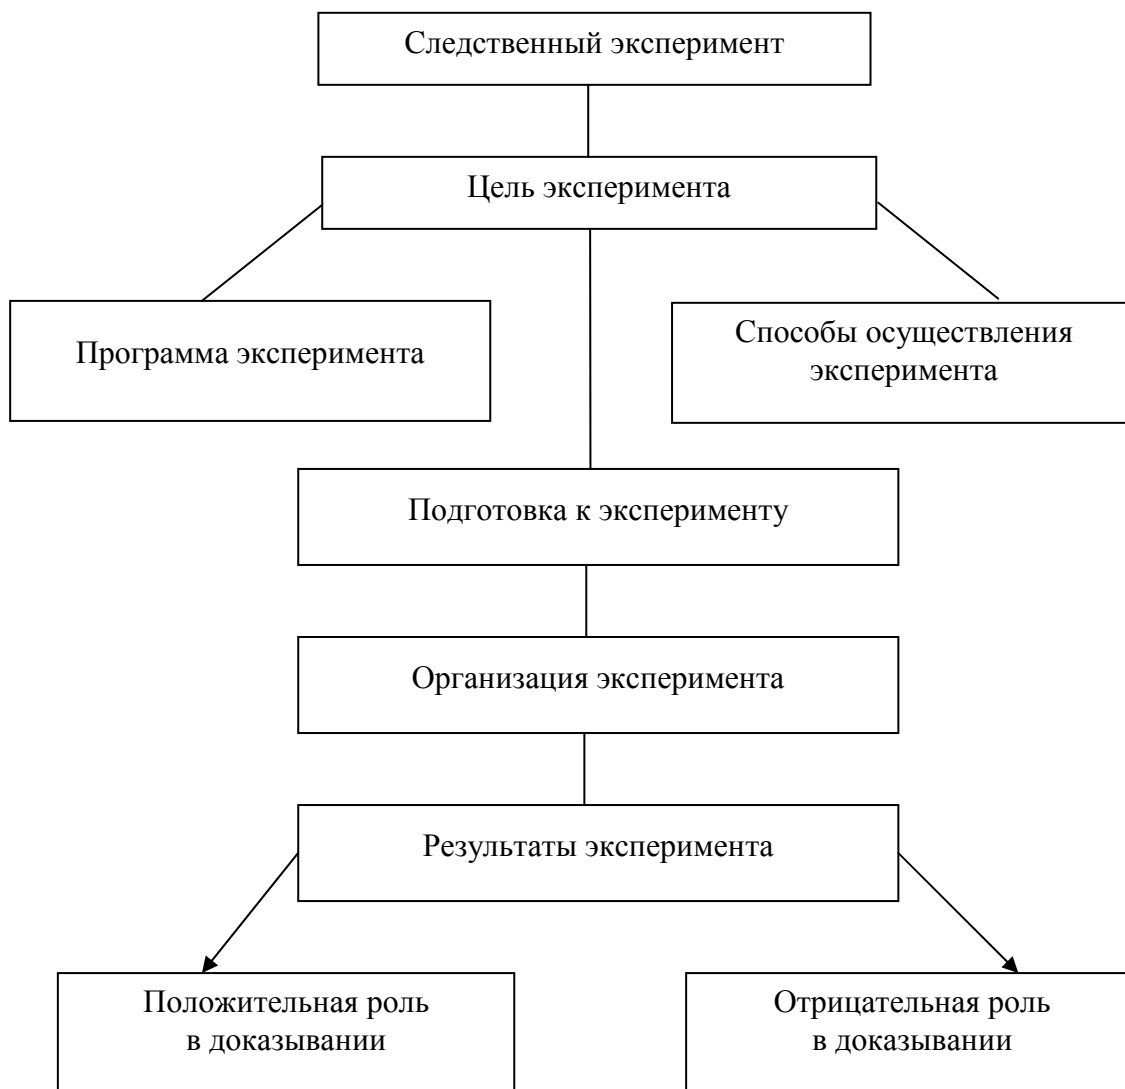 Следственный эксперимент
Цель эксперимента
Программа эксперимента
Способы осуществления
эксперимента
Подготовка к эксперименту
Организация эксперимента
Результаты эксперимента
Положительная роль
в доказывании
Отрицательная роль
в доказывании